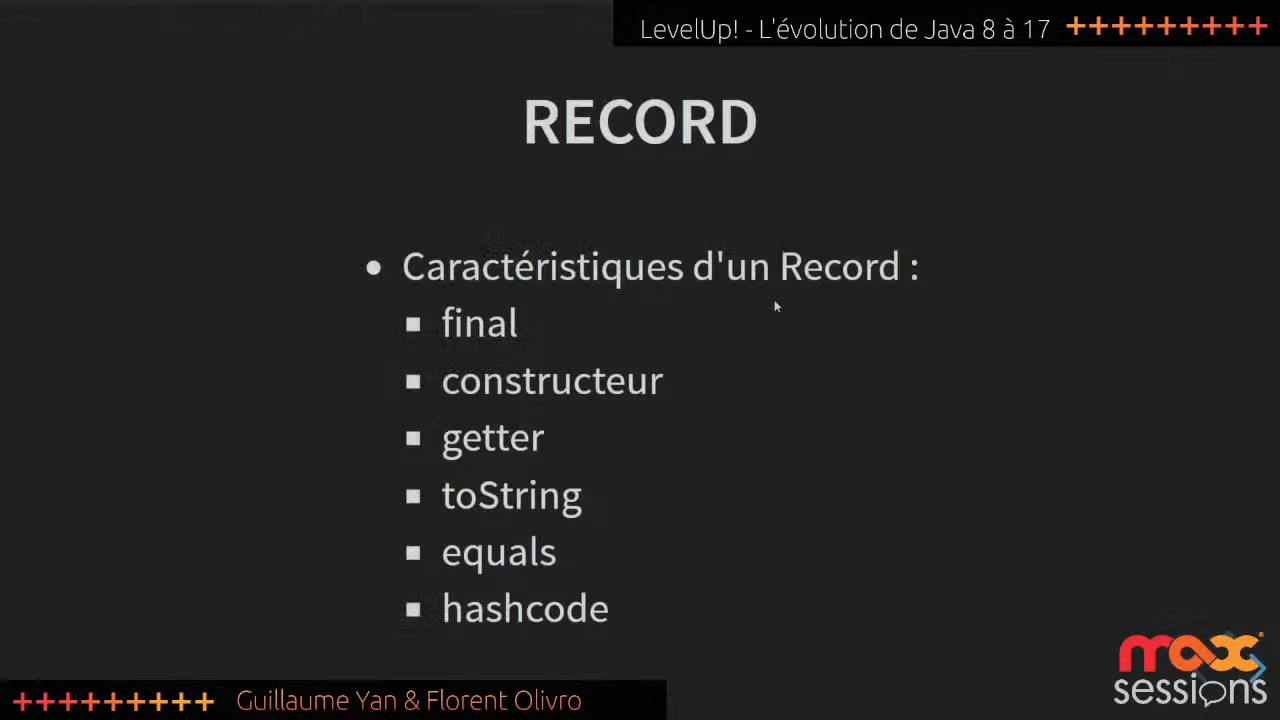 LevelUp! - L'évolution de Java 8 à 17 +++++++++
RECORD
• Caractéristiques d'un Record :
▪ final
▪ constructeur
▪ getter
▪ toString
▪ equals
▪ hashcode
max
sessions
+++++++++ Guillaume Yan & Florent Olivro